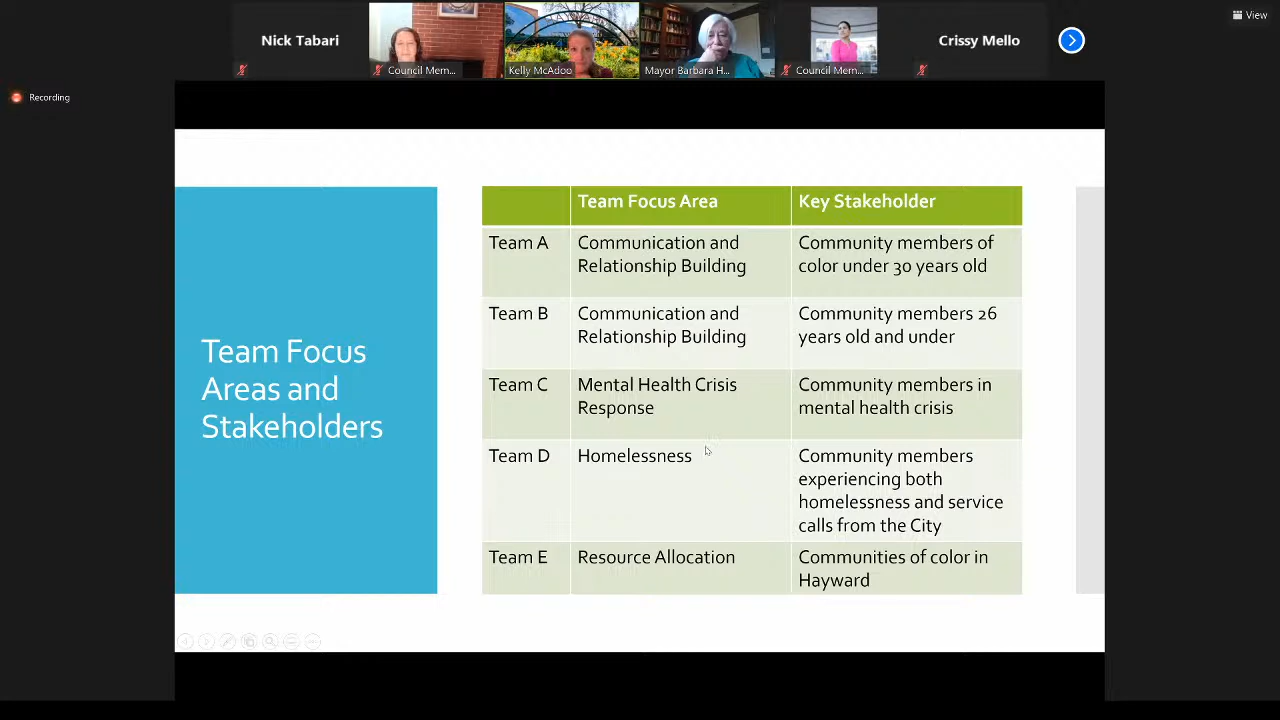 View
Nick Tabari
Council Mem...
Kelly McAdoo
Mayor Barbara H...
Council Mem...
Crissy Mello
Recording
Team Focus
Areas and
Stakeholders
Team Focus Area
Key Stakeholder
Team A
Communication and
Relationship Building
Community members of
color under 30 years old
Team B
Communication and
Relationship Building
Community members 26
years old and under
Team C
Mental Health Crisis
Response
Community members in
mental health crisis
Team D
Homelessness
Community members
experiencing both
homelessness and service
calls from the City
Team E
Resource Allocation
Communities of color in
Hayward